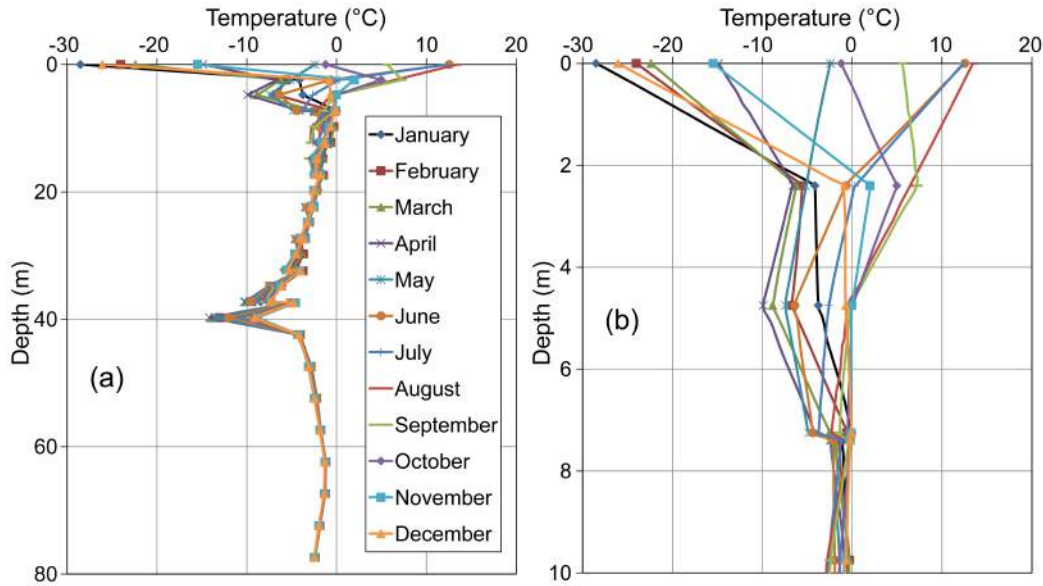 Temperature (°C)
-30 -20 -10 0 10 20
0
20
40
60
80
Depth (m)
(a)
January
February
March
April
May
June
July
August
September
October
November
December
Temperature (°C)
-30 -20 -10 0 10 20
0
2
4
6
8
10
Depth (m)
(b)